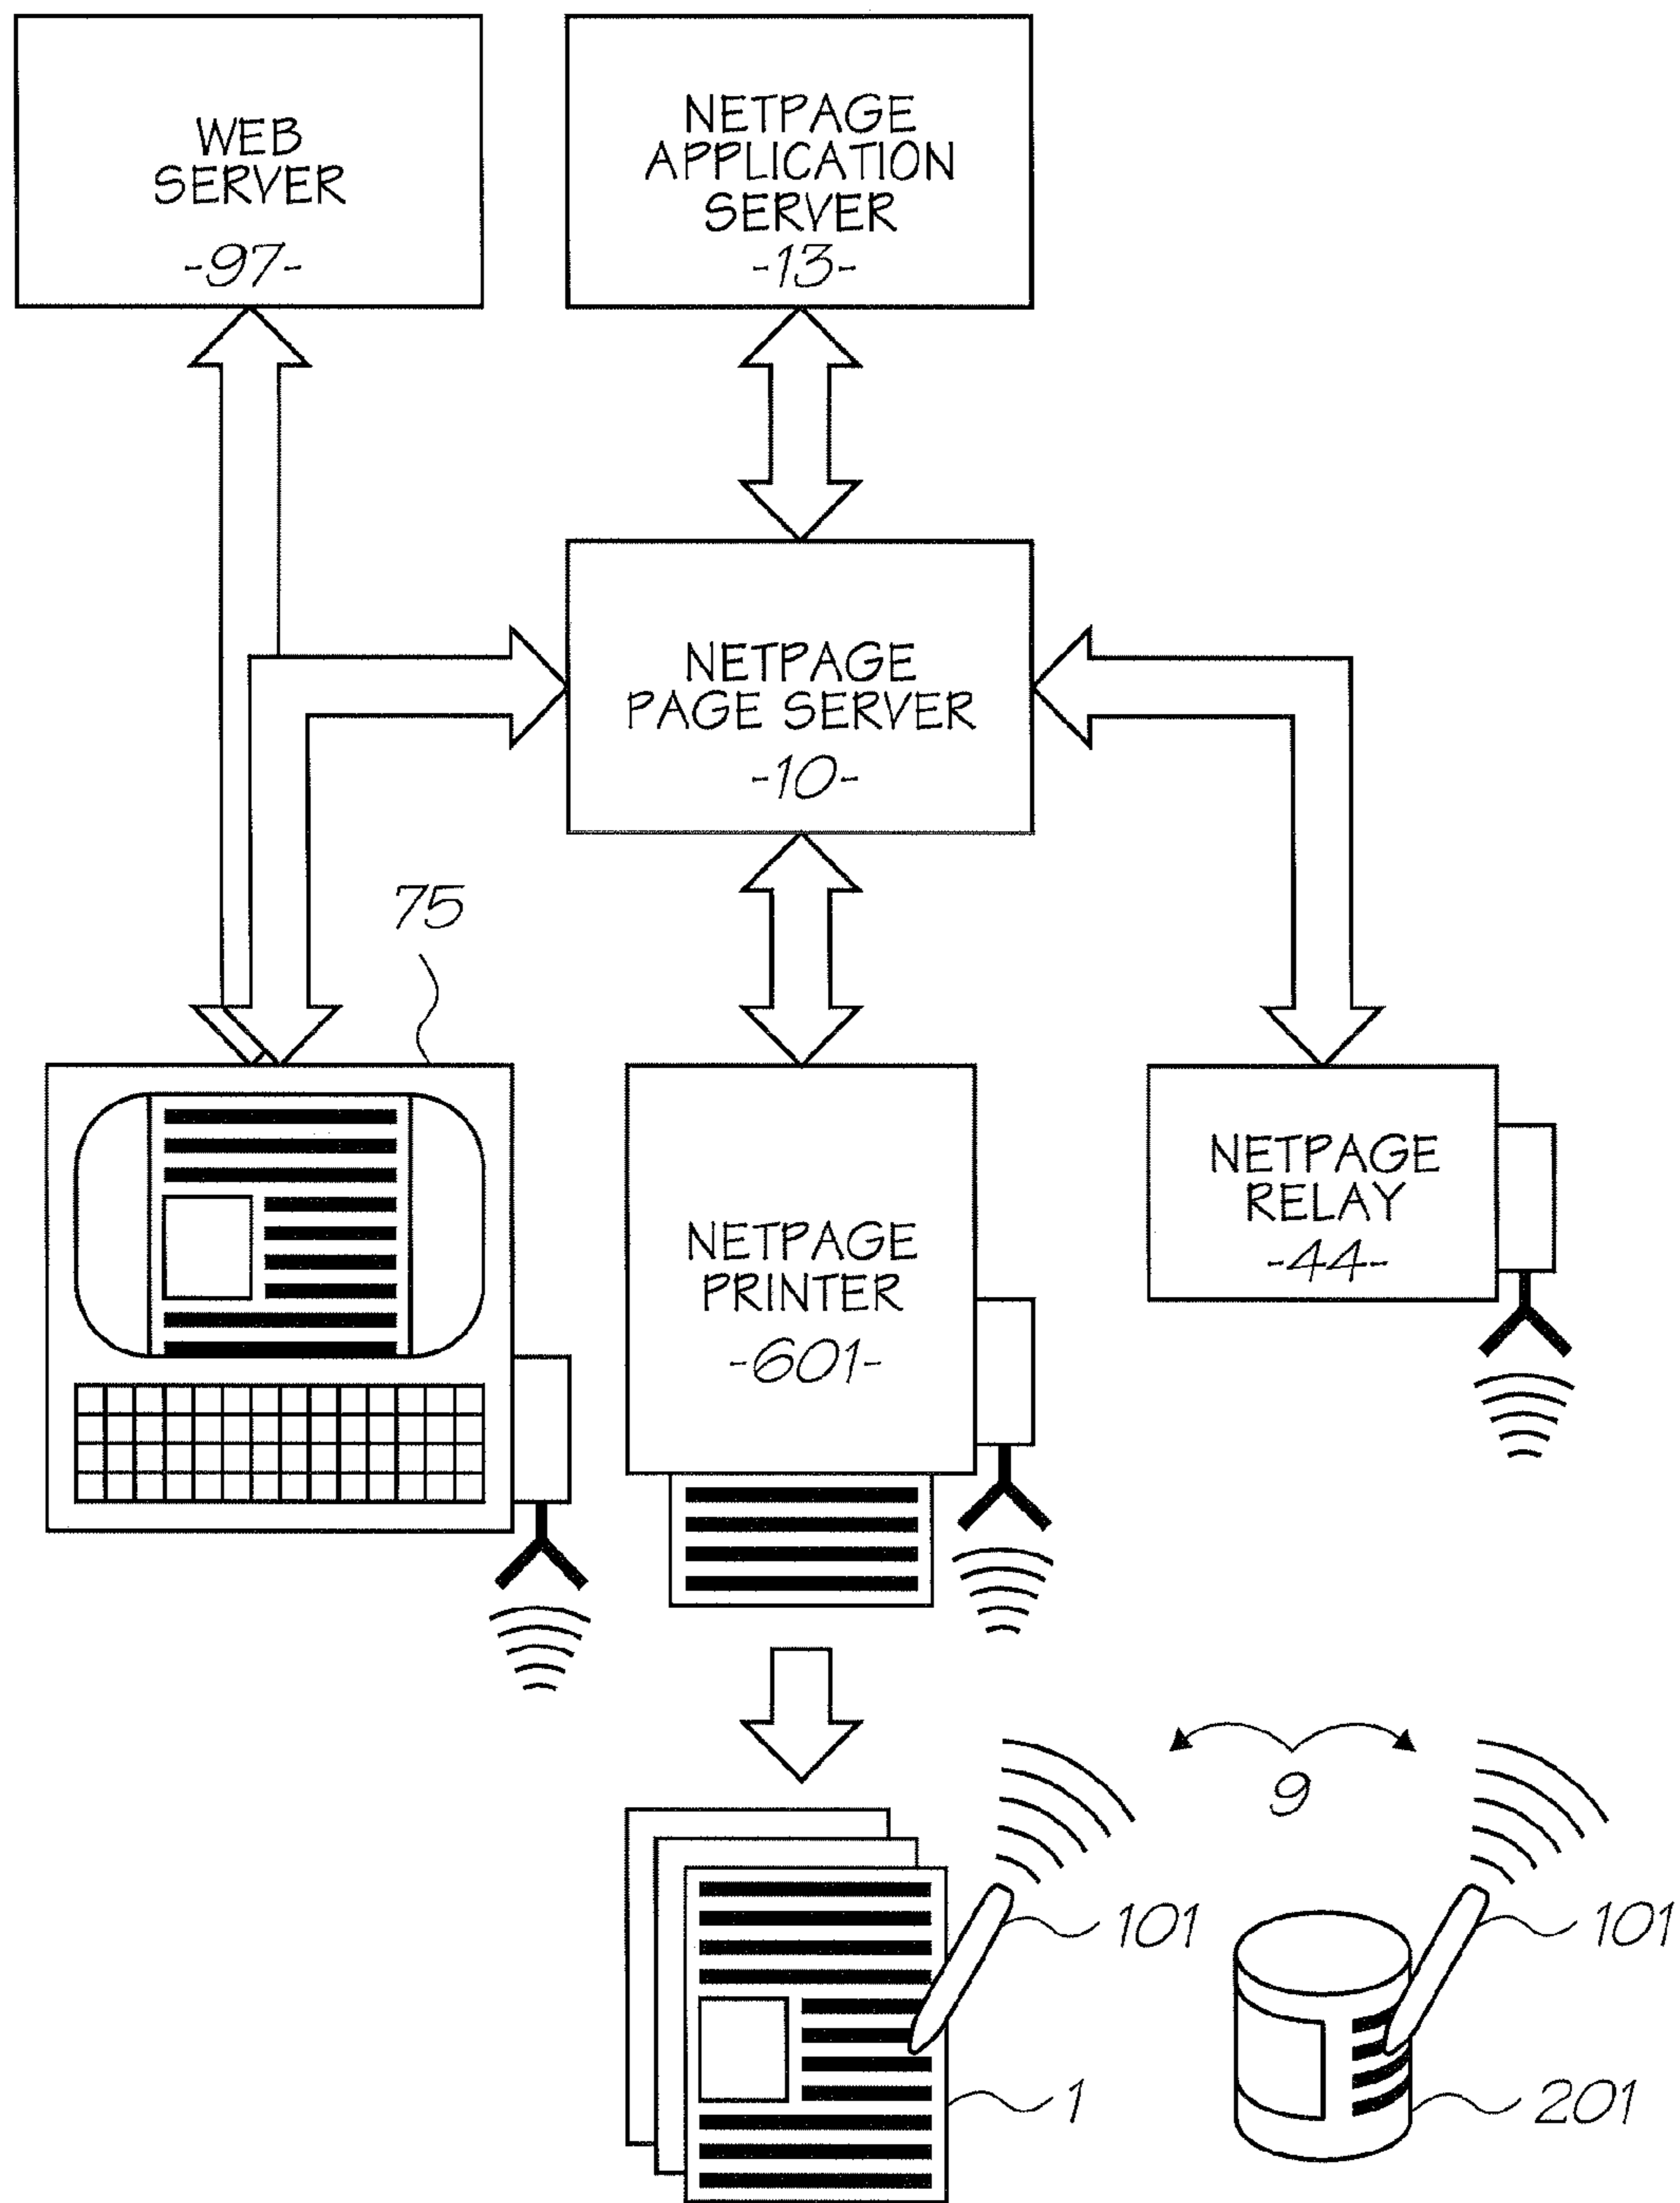 WEB
SERVER
-97-
NETPAGE
APPLICATION
SERVER
-13-
NETPAGE
PAGE SERVER
-10-
75
NETPAGE
PRINTER
-601-
NETPAGE
RELAY
-44-
9
101
101
1
201